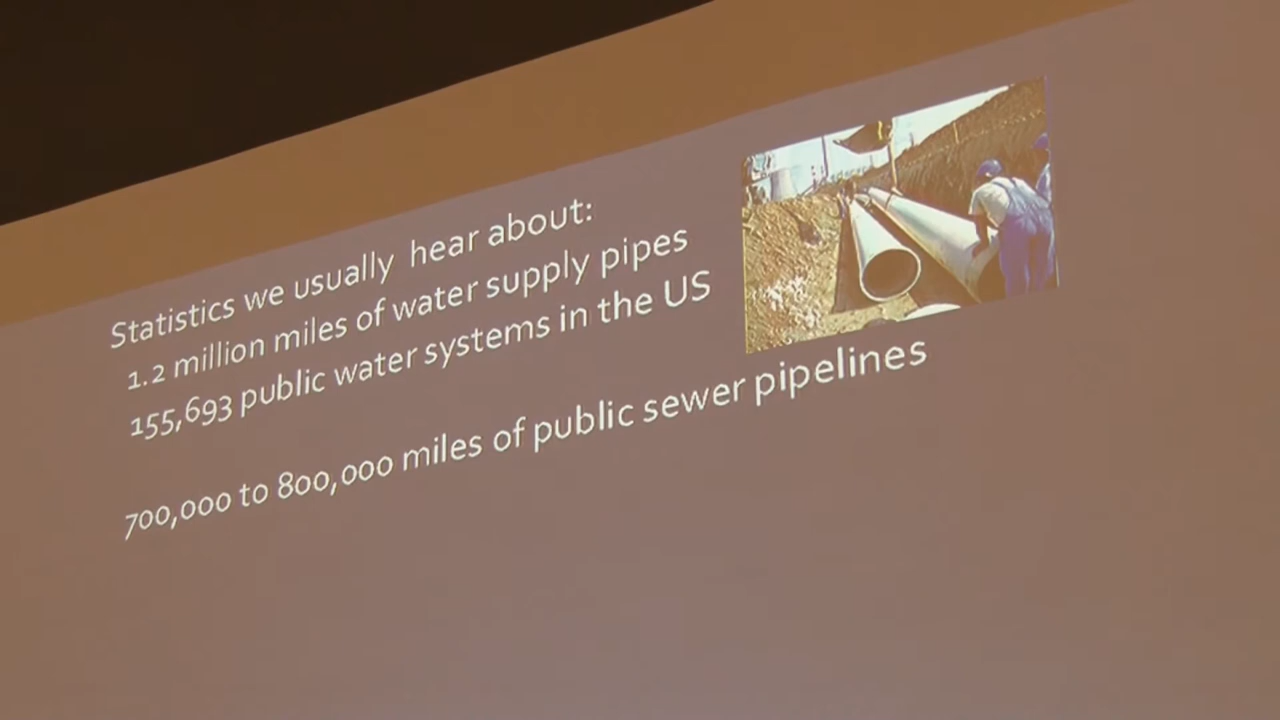 Statistics we usually hear about:
1.2 million miles of water supply pipes
155,693 public water systems in the US
700,000 to 800,000 miles of public sewer pipelines